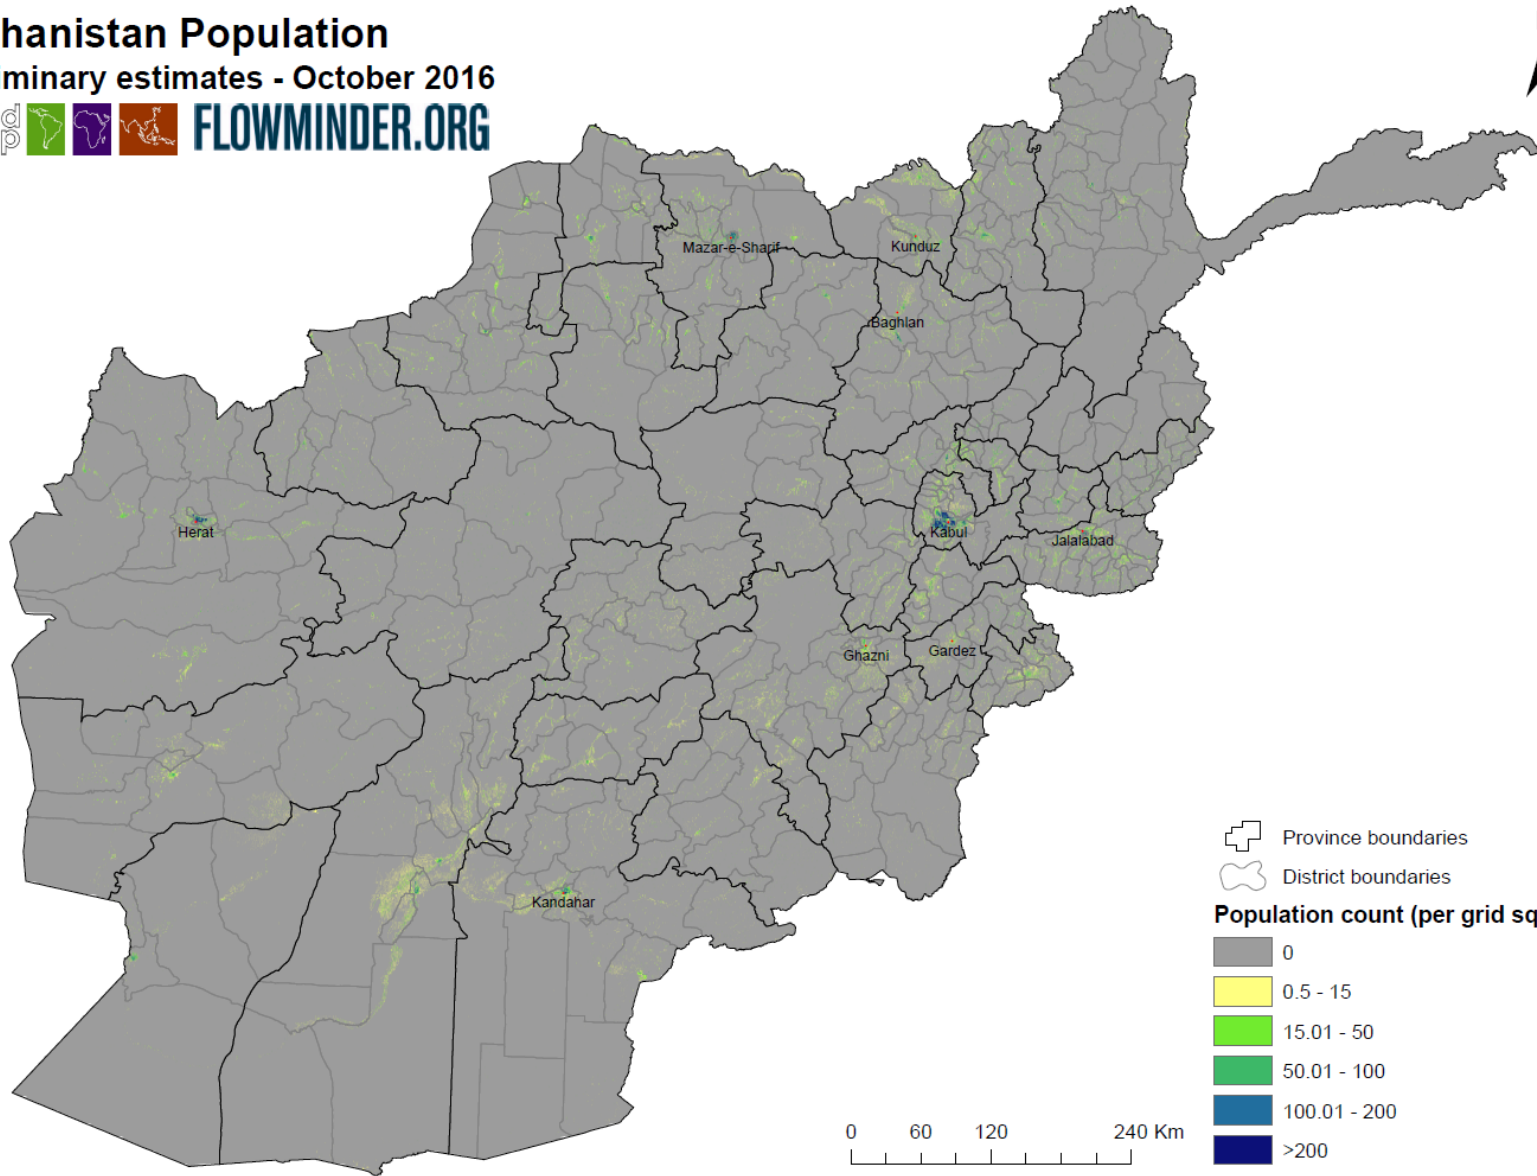 hanistan Population
minary estimates - October 2016
dp
FLOWMINDER.ORG
Mazar-e-Sharif
Kunduz
Baghlan
Herat
Kabul
Jalalabad
Ghazni
Gardez
Kandahar
Province boundaries
District boundaries
Population count (per grid sq
0
0.5 - 15
15.01 - 50
50.01 - 100
100.01 - 200
>200
0 60 120 240 Km